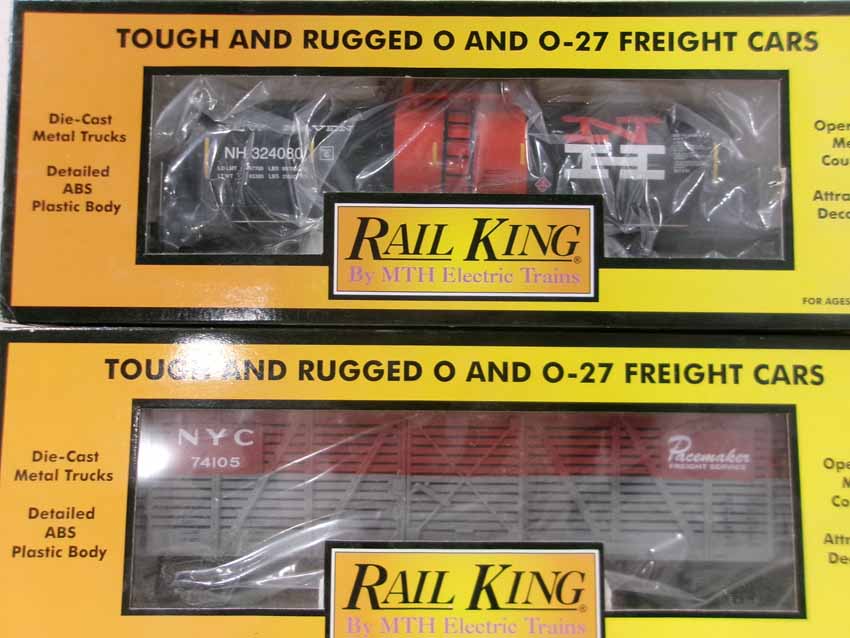 TOUGH AND RUGGED O AND O-27 FREIGHT CARS
Die-Cast
Metal Trucks
Detailed
ABS
Plastic Body
NH 324080
RAIL KING®
By MTH Electric Trains
FOR AGES
TOUGH AND RUGGED O AND O-27 FREIGHT CARS
Die-Cast
Metal Trucks
Detailed
ABS
Plastic Body
NYC
74105
Pacemaker
FREIGHT SERVICE
RAIL KING®
By MTH Electric Trains